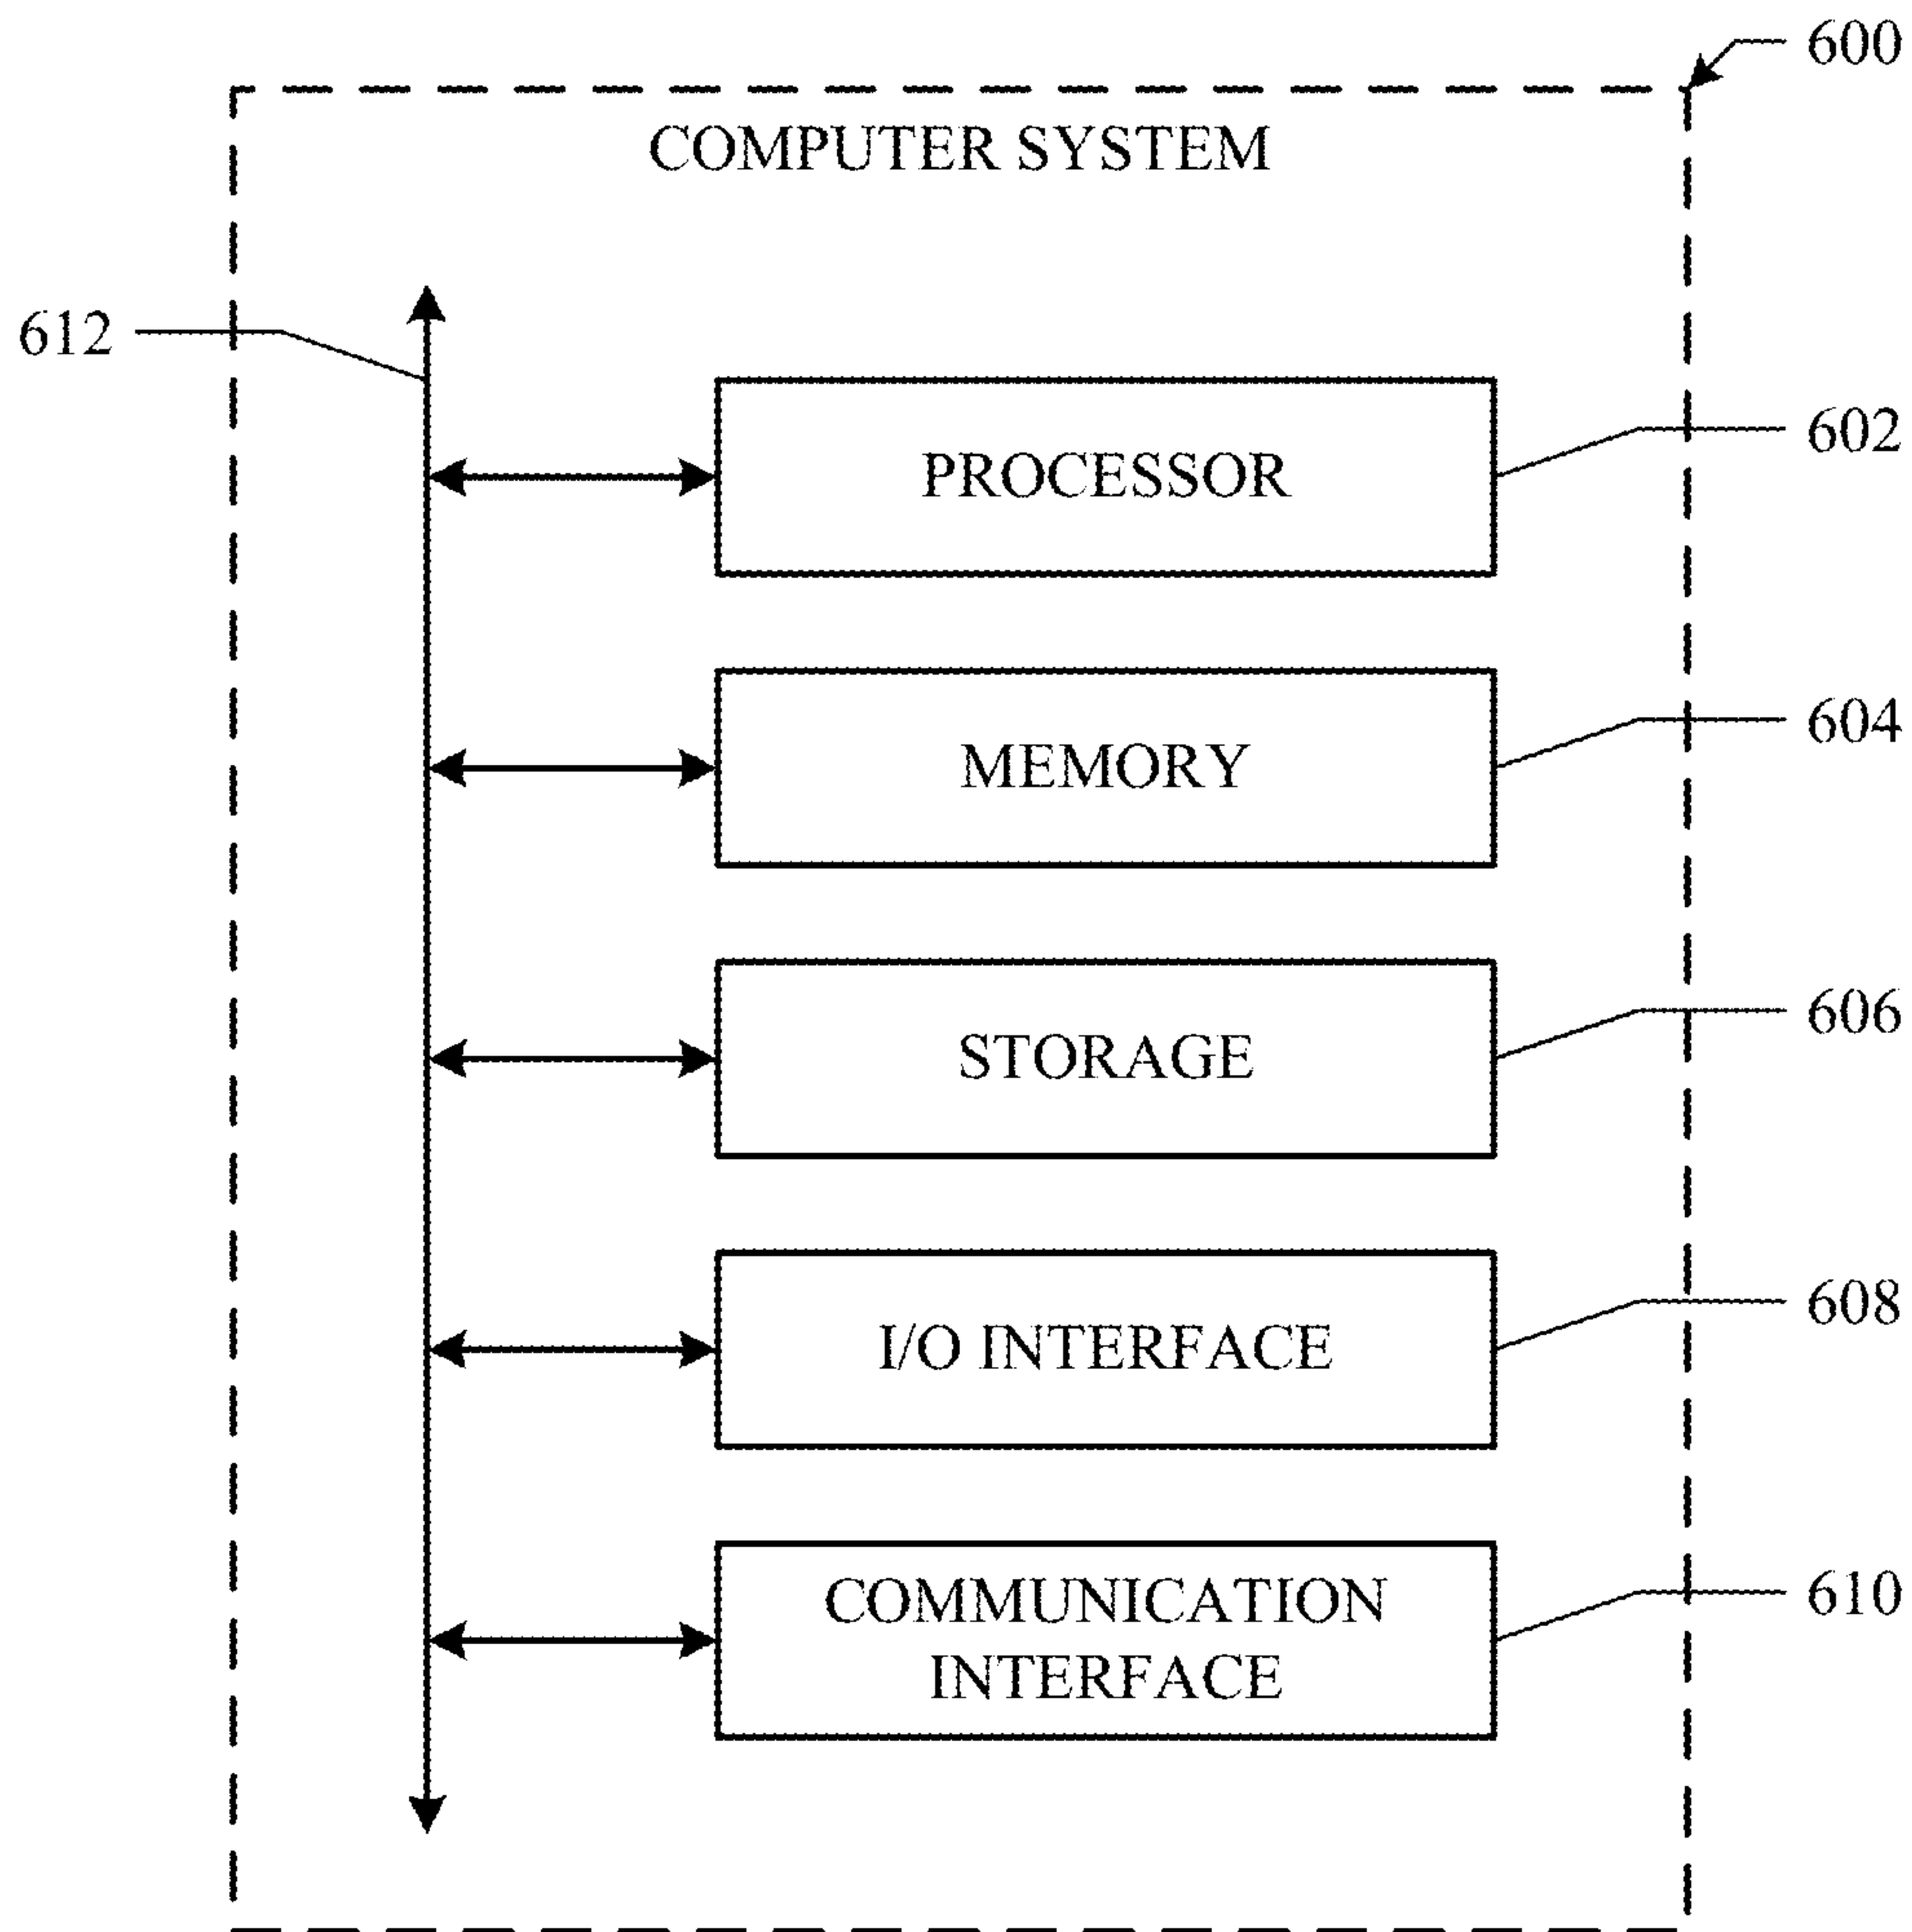 600
COMPUTER SYSTEM
612
PROCESSOR
602
MEMORY
604
STORAGE
606
I/O INTERFACE
608
COMMUNICATION
INTERFACE
610